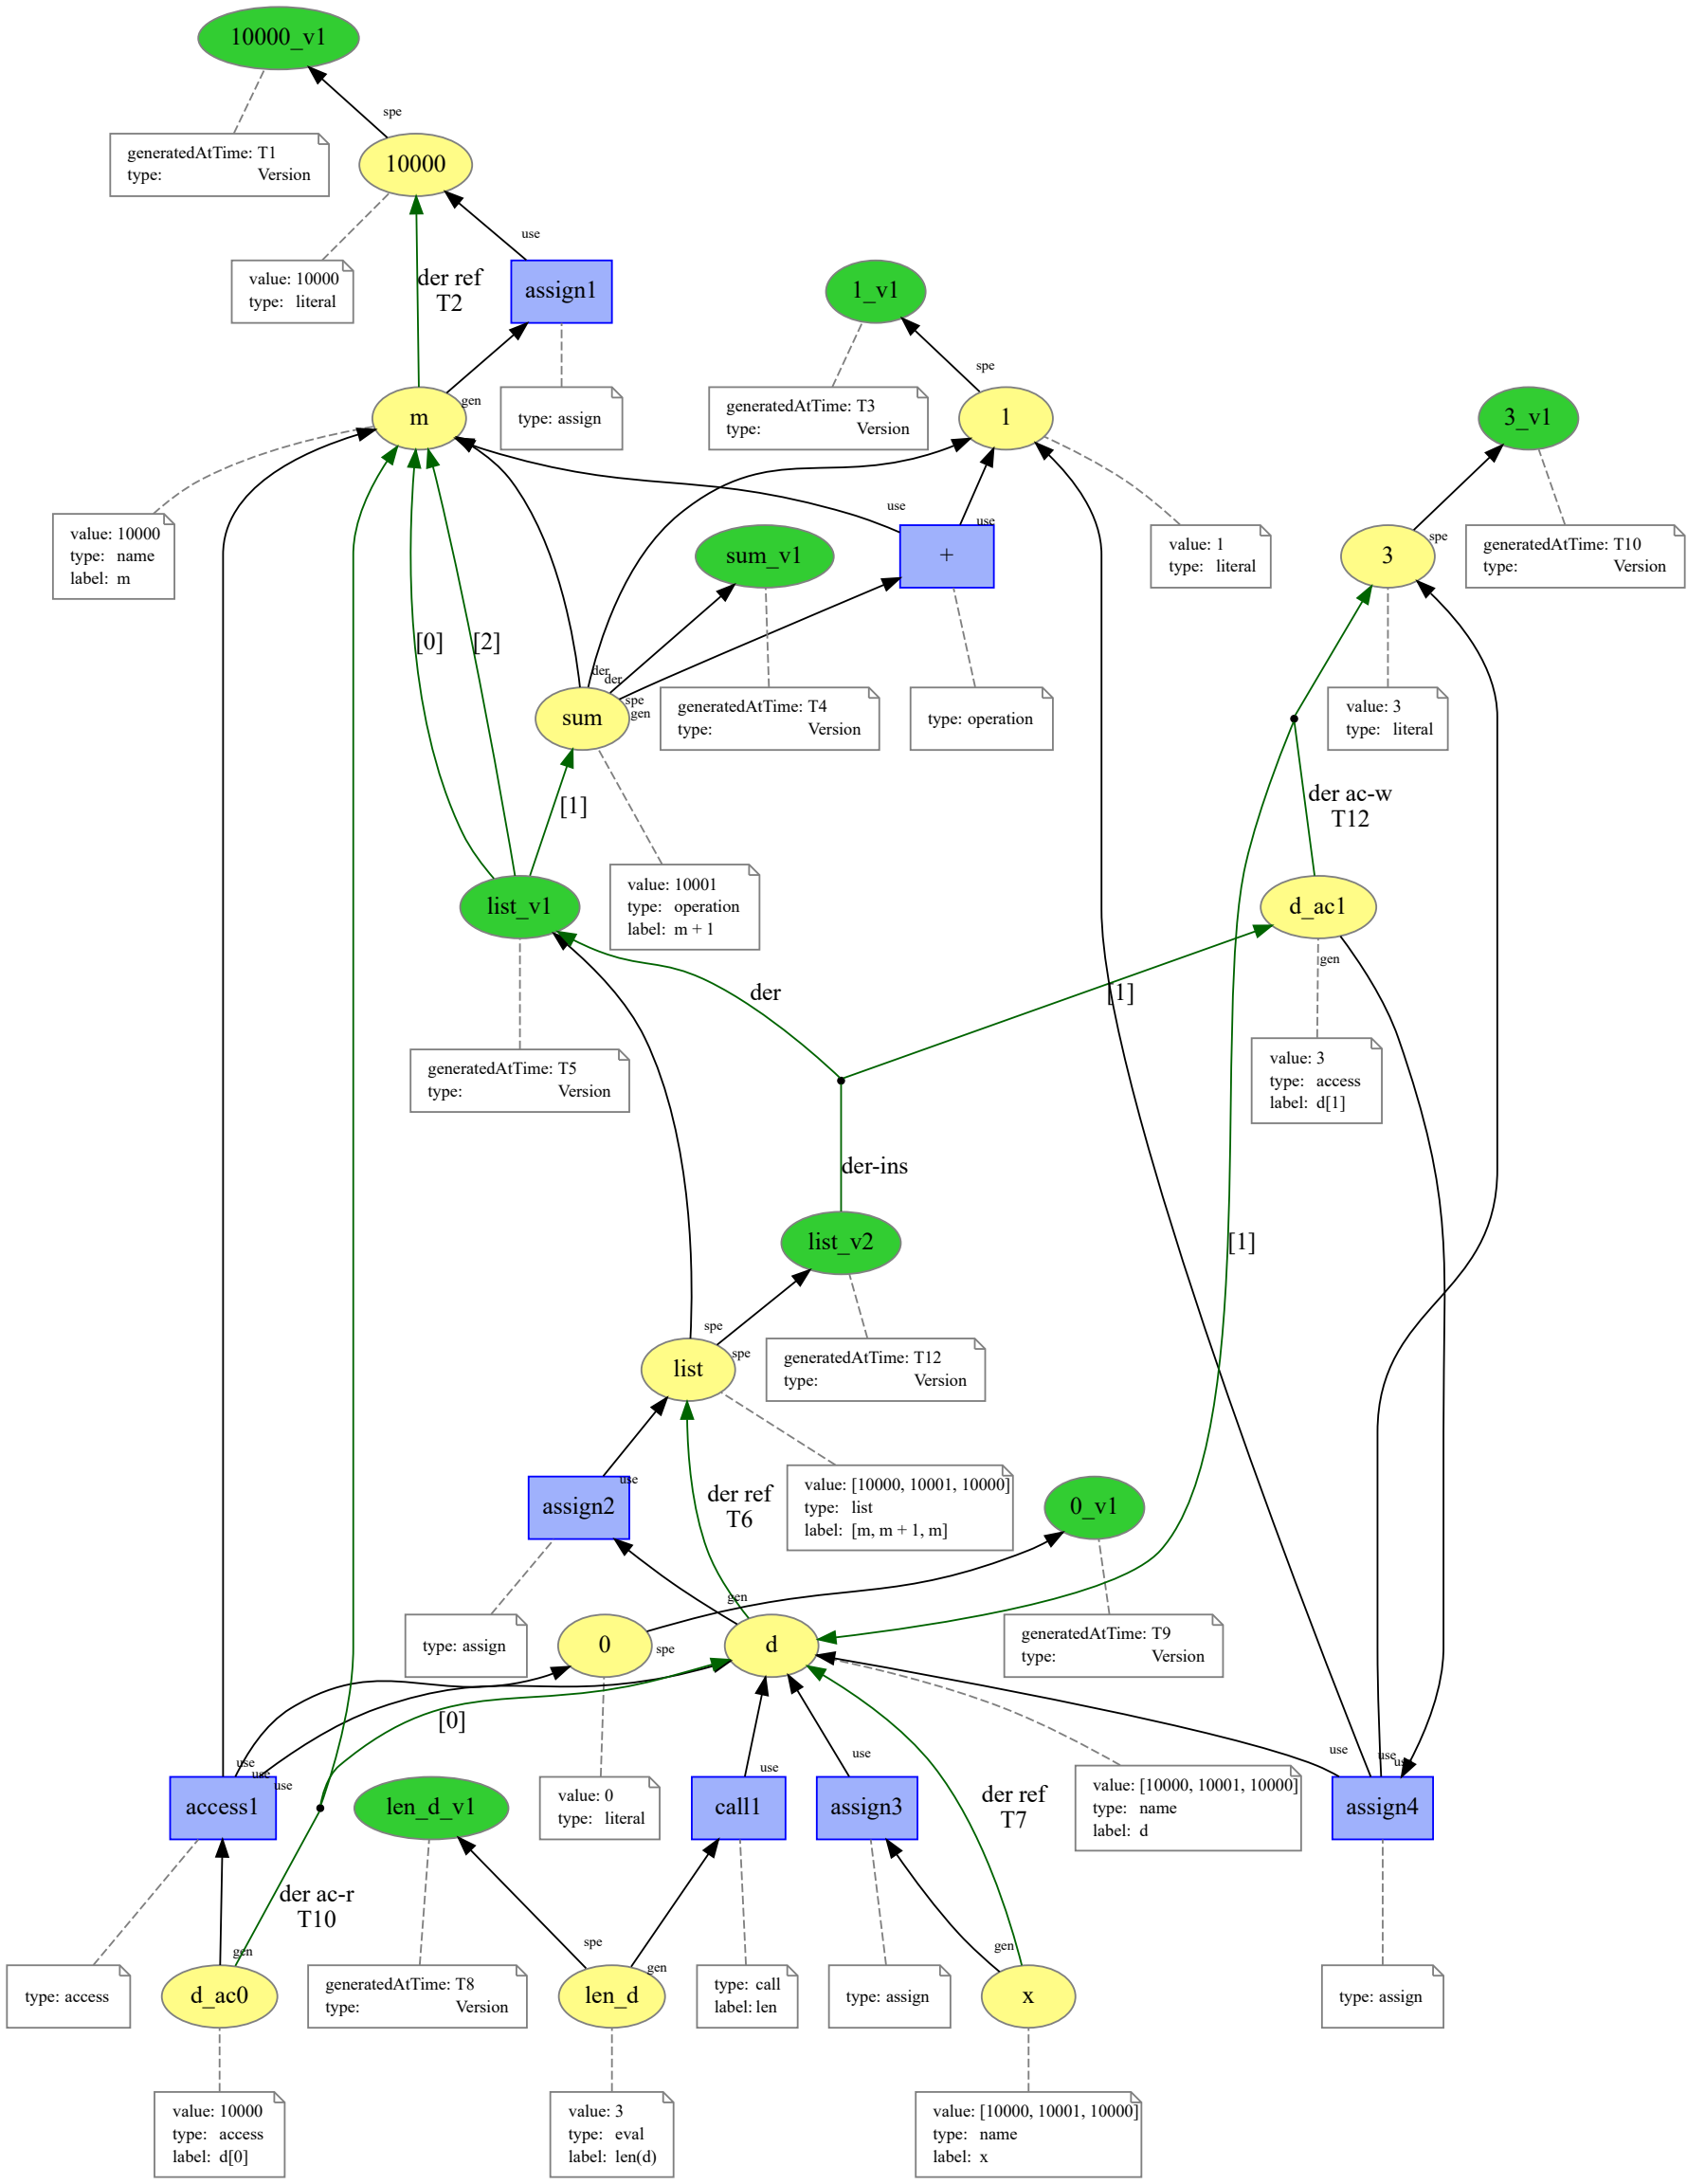 10000_v1
spe
generatedAtTime: T1
type: Version
10000
use
value: 10000
type: literal
der ref
T2
assign1
1_v1
spe
m
gen
type: assign
generatedAtTime: T3
type: Version
1
3_v1
value: 10000
type: name
label: m
use
use
sum_v1
+
value: 1
type: literal
3
spe
generatedAtTime: T10
type: Version
[0]
[2]
der
der
spe
gen
sum
generatedAtTime: T4
type: Version
type: operation
value: 3
type: literal
[1]
der ac-w
T12
list_v1
value: 10001
type: operation
label: m + 1
d_ac1
gen
der
[1]
generatedAtTime: T5
type: Version
value: 3
type: access
label: d[1]
der-ins
list_v2
[1]
spe
spe
list
generatedAtTime: T12
type: Version
use
assign2
der ref
T6
value: [10000, 10001, 10000]
type: list
label: [m, m + 1, m]
0_v1
gen
type: assign
0
spe
d
generatedAtTime: T9
type: Version
[0]
use
use
use
use
use
use
use
use
access1
len_d_v1
value: 0
type: literal
call1
assign3
der ref
T7
value: [10000, 10001, 10000]
type: name
label: d
assign4
der ac-r
T10
gen
spe
gen
gen
type: access
d_ac0
generatedAtTime: T8
type: Version
len_d
type: call
label: len
type: assign
x
type: assign
value: 10000
type: access
label: d[0]
value: 3
type: eval
label: len(d)
value: [10000, 10001, 10000]
type: name
label: x